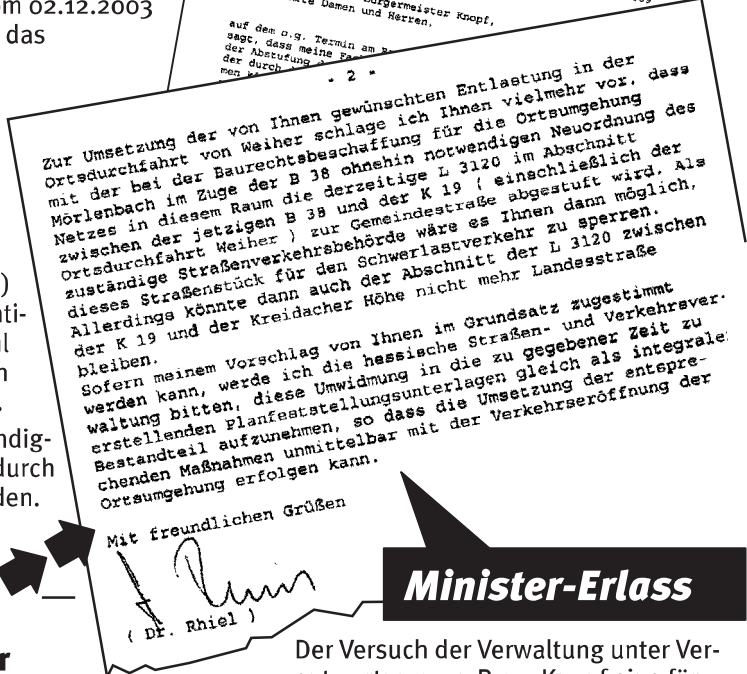 om 02.12.2003
das
germeister Knopf,
te Damen und Herren,
auf dem o.g. Termin am
sagt, dass meine
der Abstufung
der durch
men
- 2 -
Zur Umsetzung der von Ihnen gewünschten Entlastung in der
Ortsdurchfahrt von Weiher schlage ich Ihnen vielmehr vor, dass
mit der bei der Baurechtsbeschaffung für die Ortsumgehung
Mörlenbach im Zuge der B 38 ohnehin notwendigen Neuordnung des
Netzes in diesem Raum die derzeitige L 3120 im Abschnitt
zwischen der jetzigen B 38 und der K 19 ( einschließlich der
Ortsdurchfahrt Weiher ) zur Gemeindestraße abgestuft wird. Als
zuständige Straßenverkehrsbehörde wäre es Ihnen dann möglich,
dieses Straßenstück für den Schwerlastverkehr zu sperren.
Allerdings könnte dann auch der Abschnitt der L 3120 zwischen
der K 19 und der Kreidacher Höhe nicht mehr Landesstraße
bleiben.
Sofern meinem Vorschlag von Ihnen im Grundsatz zugestimmt
werden kann, werde ich die hessische Straßen- und Verkehrsver-
waltung bitten, diese Umwidmung in die zu gegebener Zeit zu
erstellenden Planfeststellungsunterlagen gleich als integrale
Bestandteil aufzunehmen, so dass die Umsetzung der entspre-
chenden Maßnahmen unmittelbar mit der Verkehrseröffnung der
Ortsumgehung erfolgen kann.
Mit freundlichen Grüßen
( Dr. Rhiel )
)
nti-
l
n
ndig-
durch
den.
r
Minister-Erlass
Der Versuch der Verwaltung unter Ver-